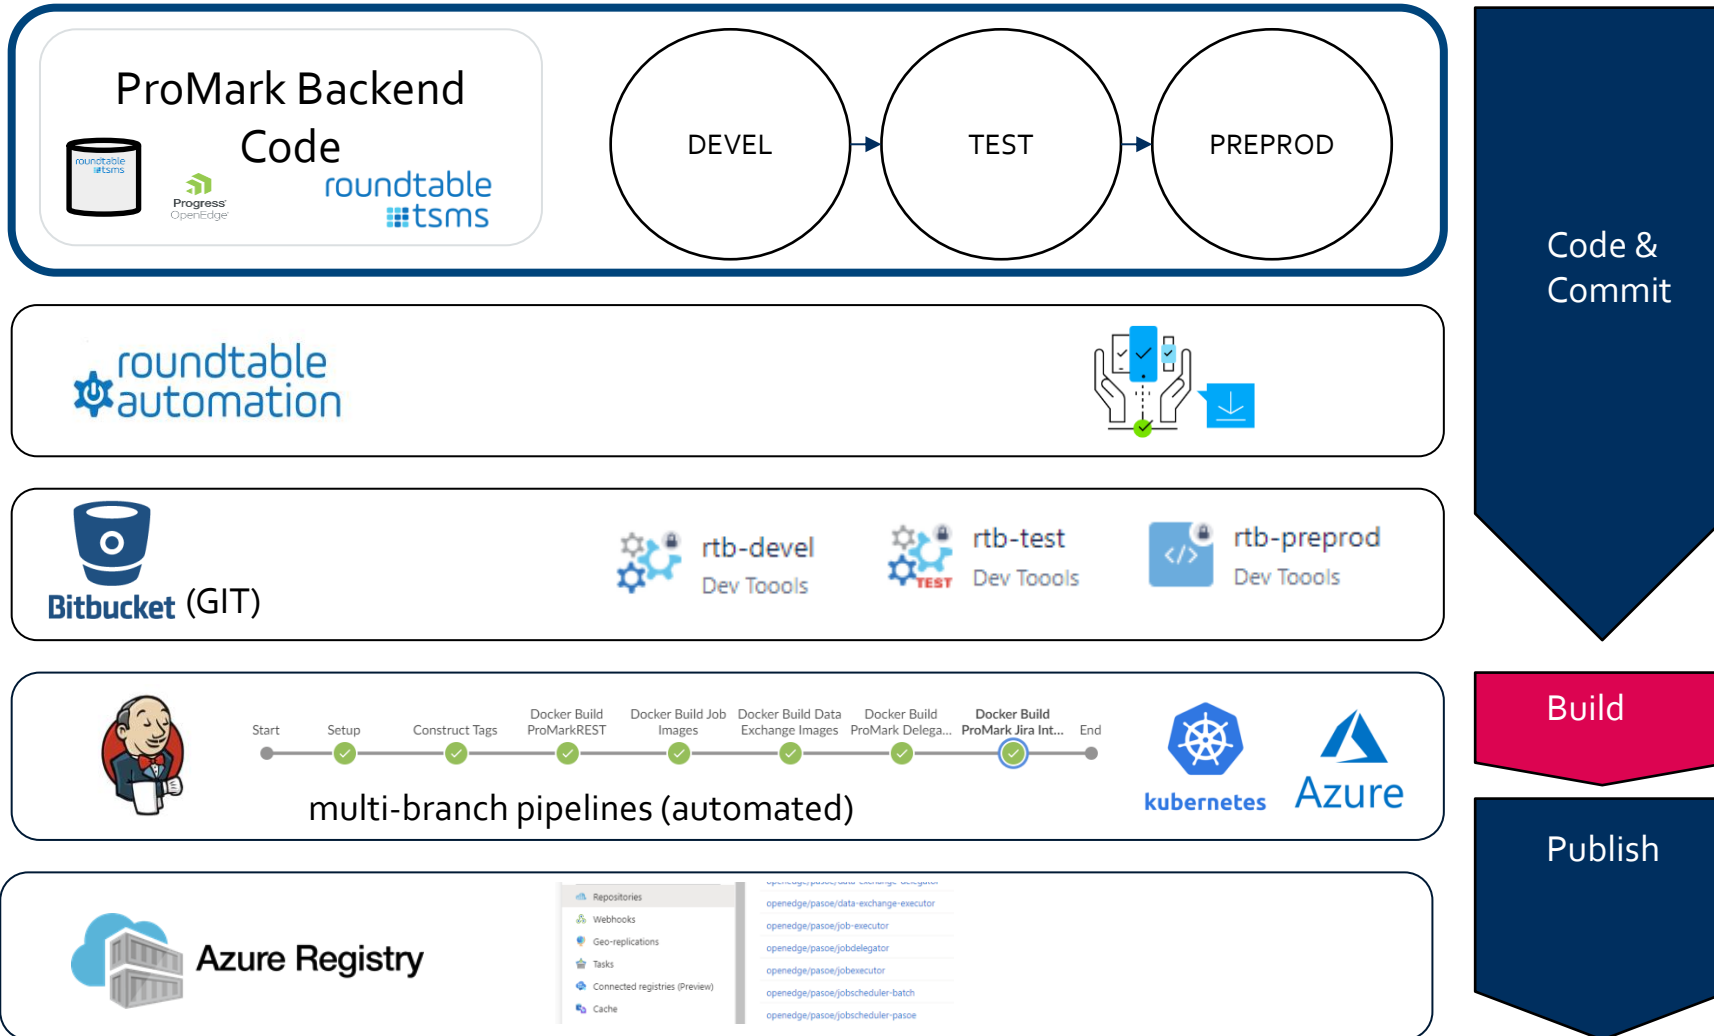 ProMark Backend
Code
roundtable
tsms
Progress
OpenEdge
roundtable
tsms
DEVEL
TEST
PREPROD
Code &
Commit
roundtable
automation
Bitbucket (GIT)
rtb-devel
Dev Toools
TEST
rtb-test
Dev Toools
</>
rtb-preprod
Dev Toools
Build
Start
Setup
Construct Tags
Docker Build
ProMarkREST
Docker Build Job
Images
Docker Build Data
Exchange Images
Docker Build
ProMark Delega...
Docker Build
ProMark Jira Int...
End
multi-branch pipelines (automated)
kubernetes
Azure
Publish
Azure Registry
Repositories
Webhooks
Geo-replications
Tasks
Connected registries (Preview)
Cache
openedge/pasoe/data-exchange-delegator
openedge/pasoe/data-exchange-executor
openedge/pasoe/job-executor
openedge/pasoe/jobdelegator
openedge/pasoe/jobexecutor
openedge/pasoe/jobscheduler-batch
openedge/pasoe/jobscheduler-pasoe